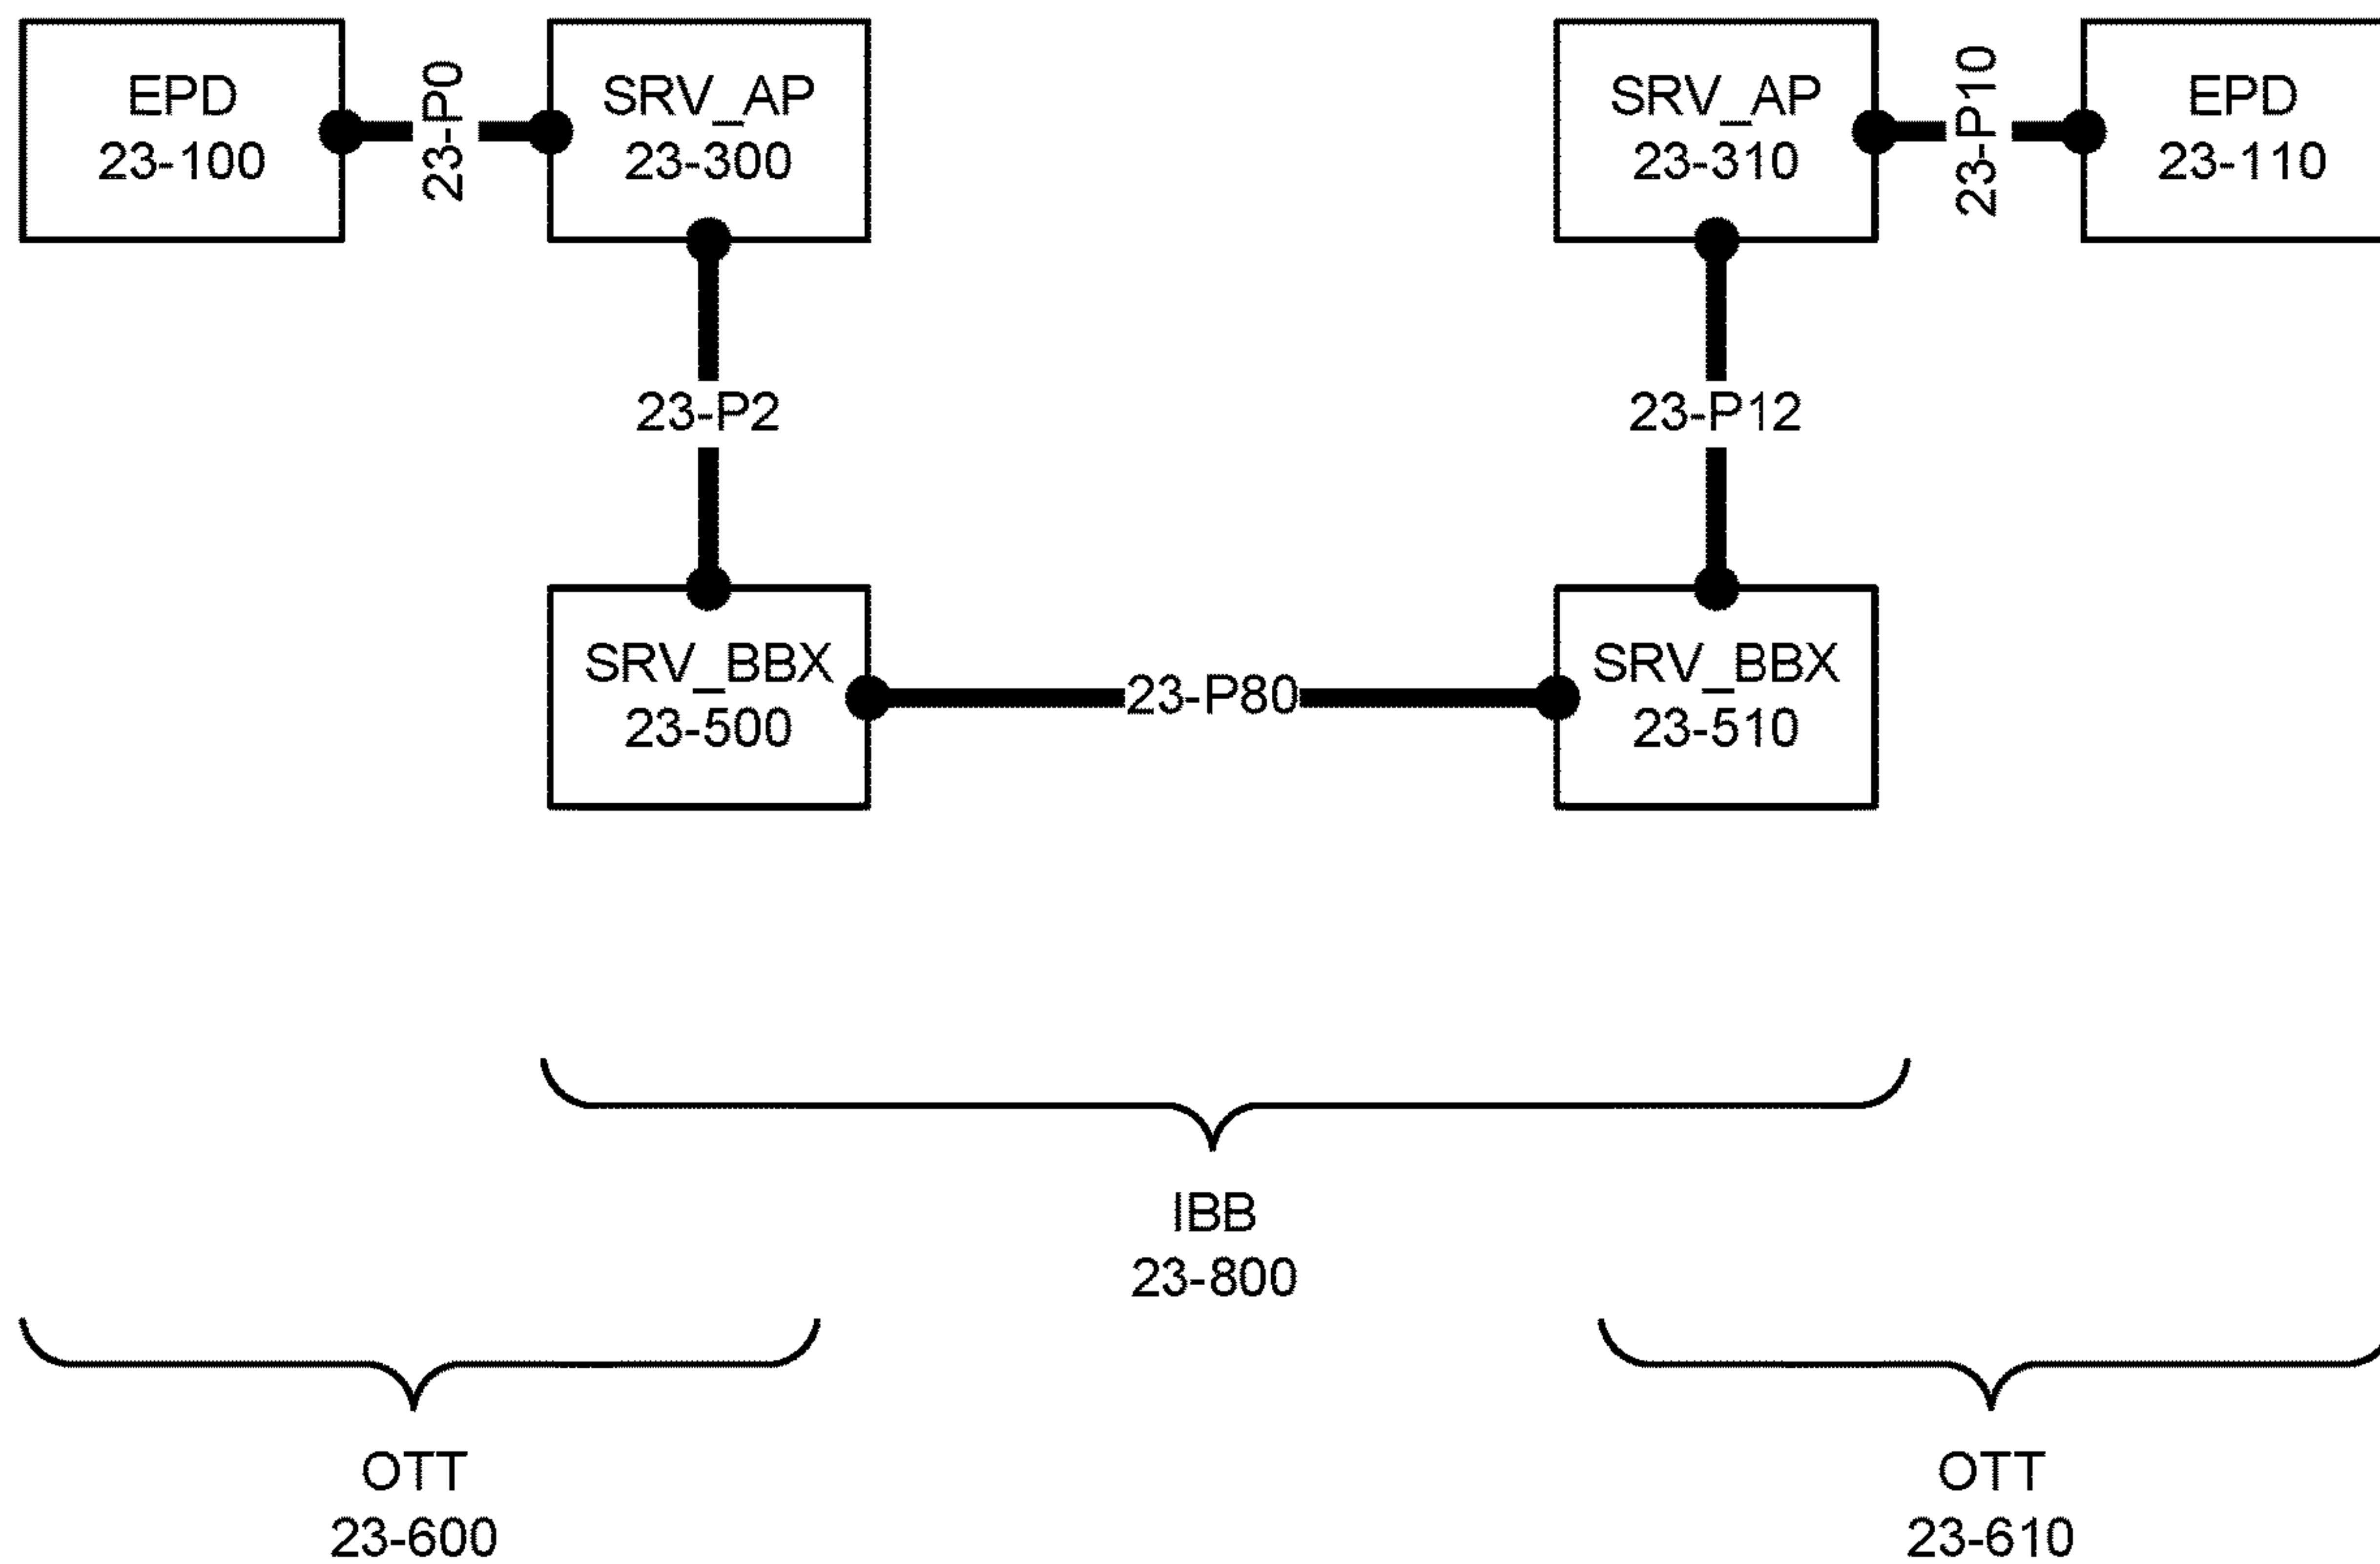 EPD
23-100
23-P0
SRV_AP
23-300
SRV_AP
23-310
23-P10
EPD
23-110
23-P2
23-P12
SRV_BBX
23-500
23-P80
SRV_BBX
23-510
IBB
23-800
OTT
23-600
OTT
23-610